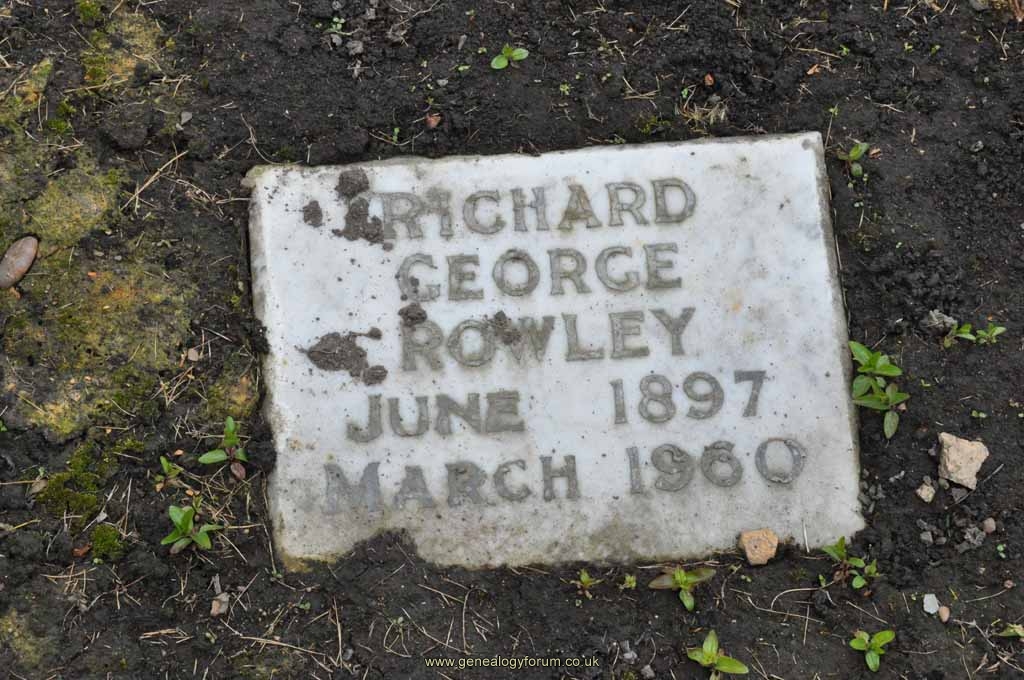 RICHARD
GEORGE
ROWLEY
JUNE 1897
MARCH 1960
www.genealogyforum.co.uk